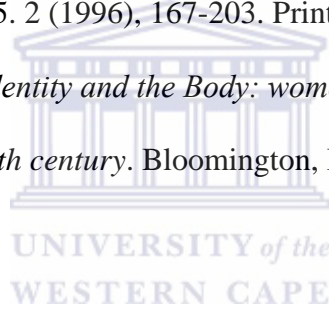 5. 2 (1996), 167-203. Print
dentity and the Body: wom
th century. Bloomington,
UNIVERSITY of the
WESTERN CAPE